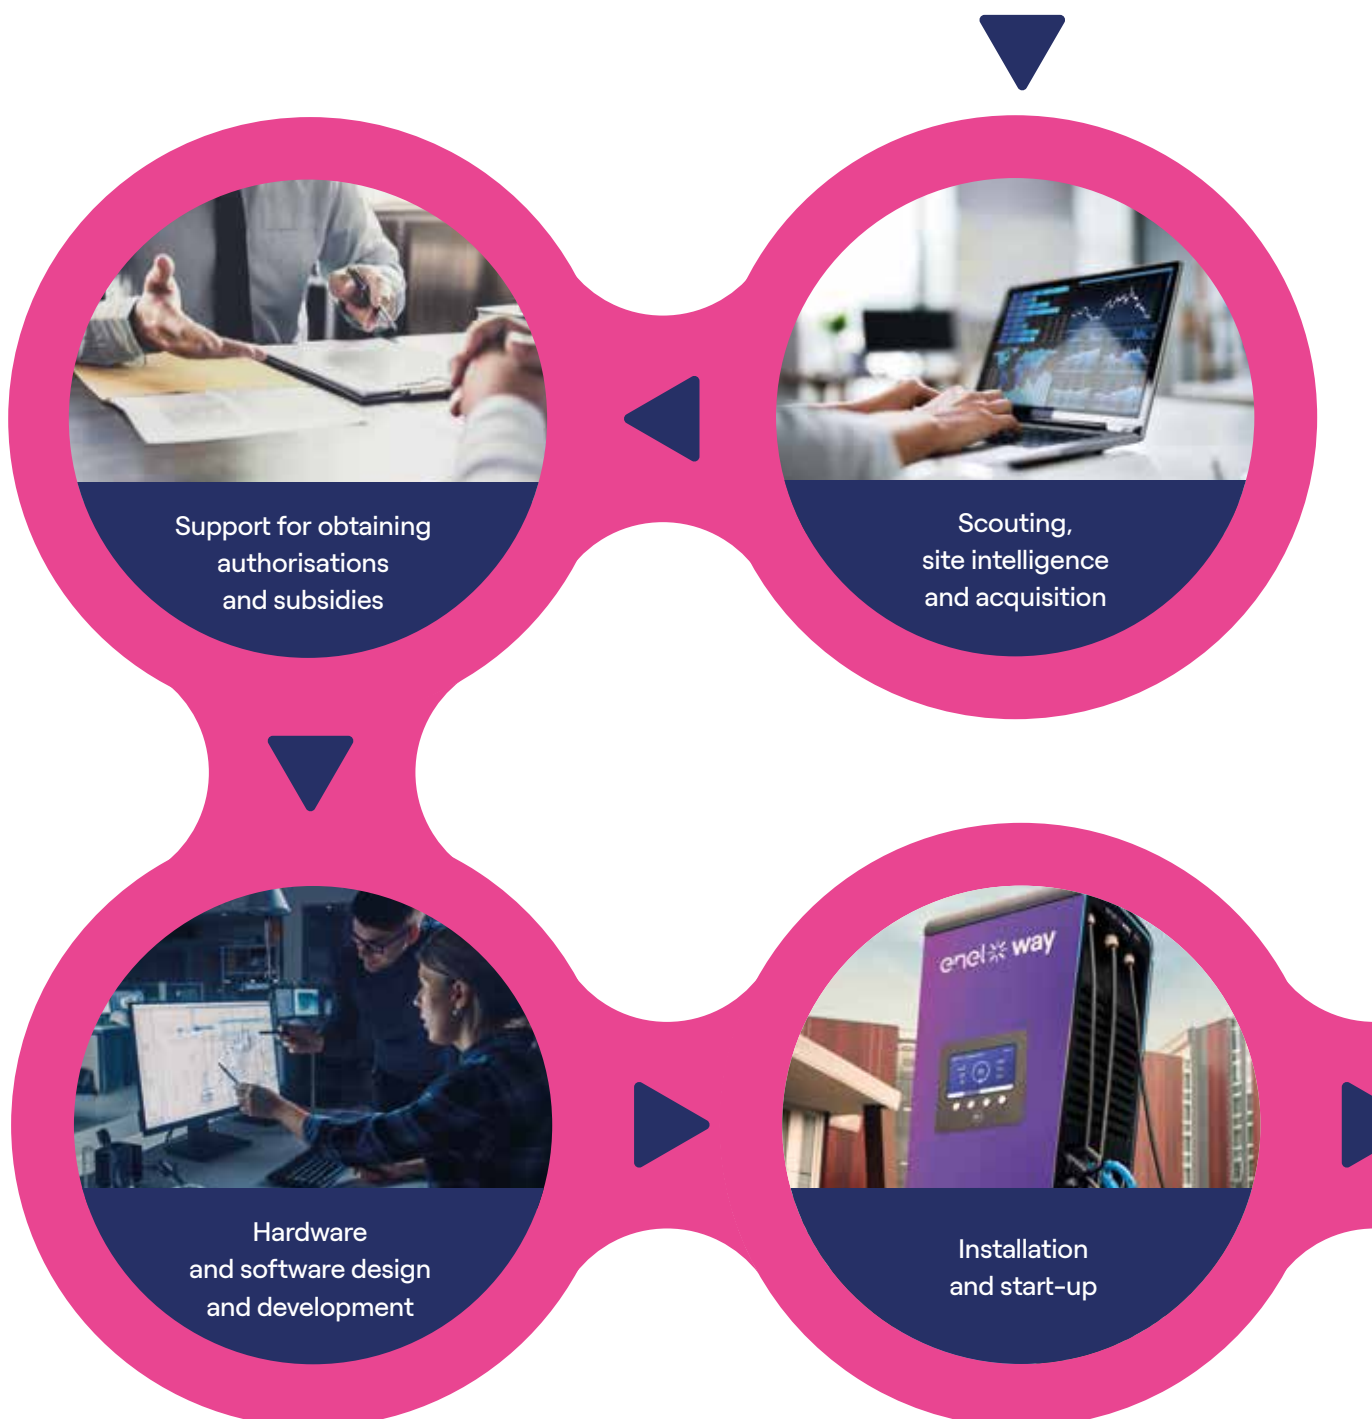 Scouting,
site intelligence
and acquisition
Support for obtaining
authorisations
and subsidies
Hardware
and software design
and development
enel way
Installation
and start-up